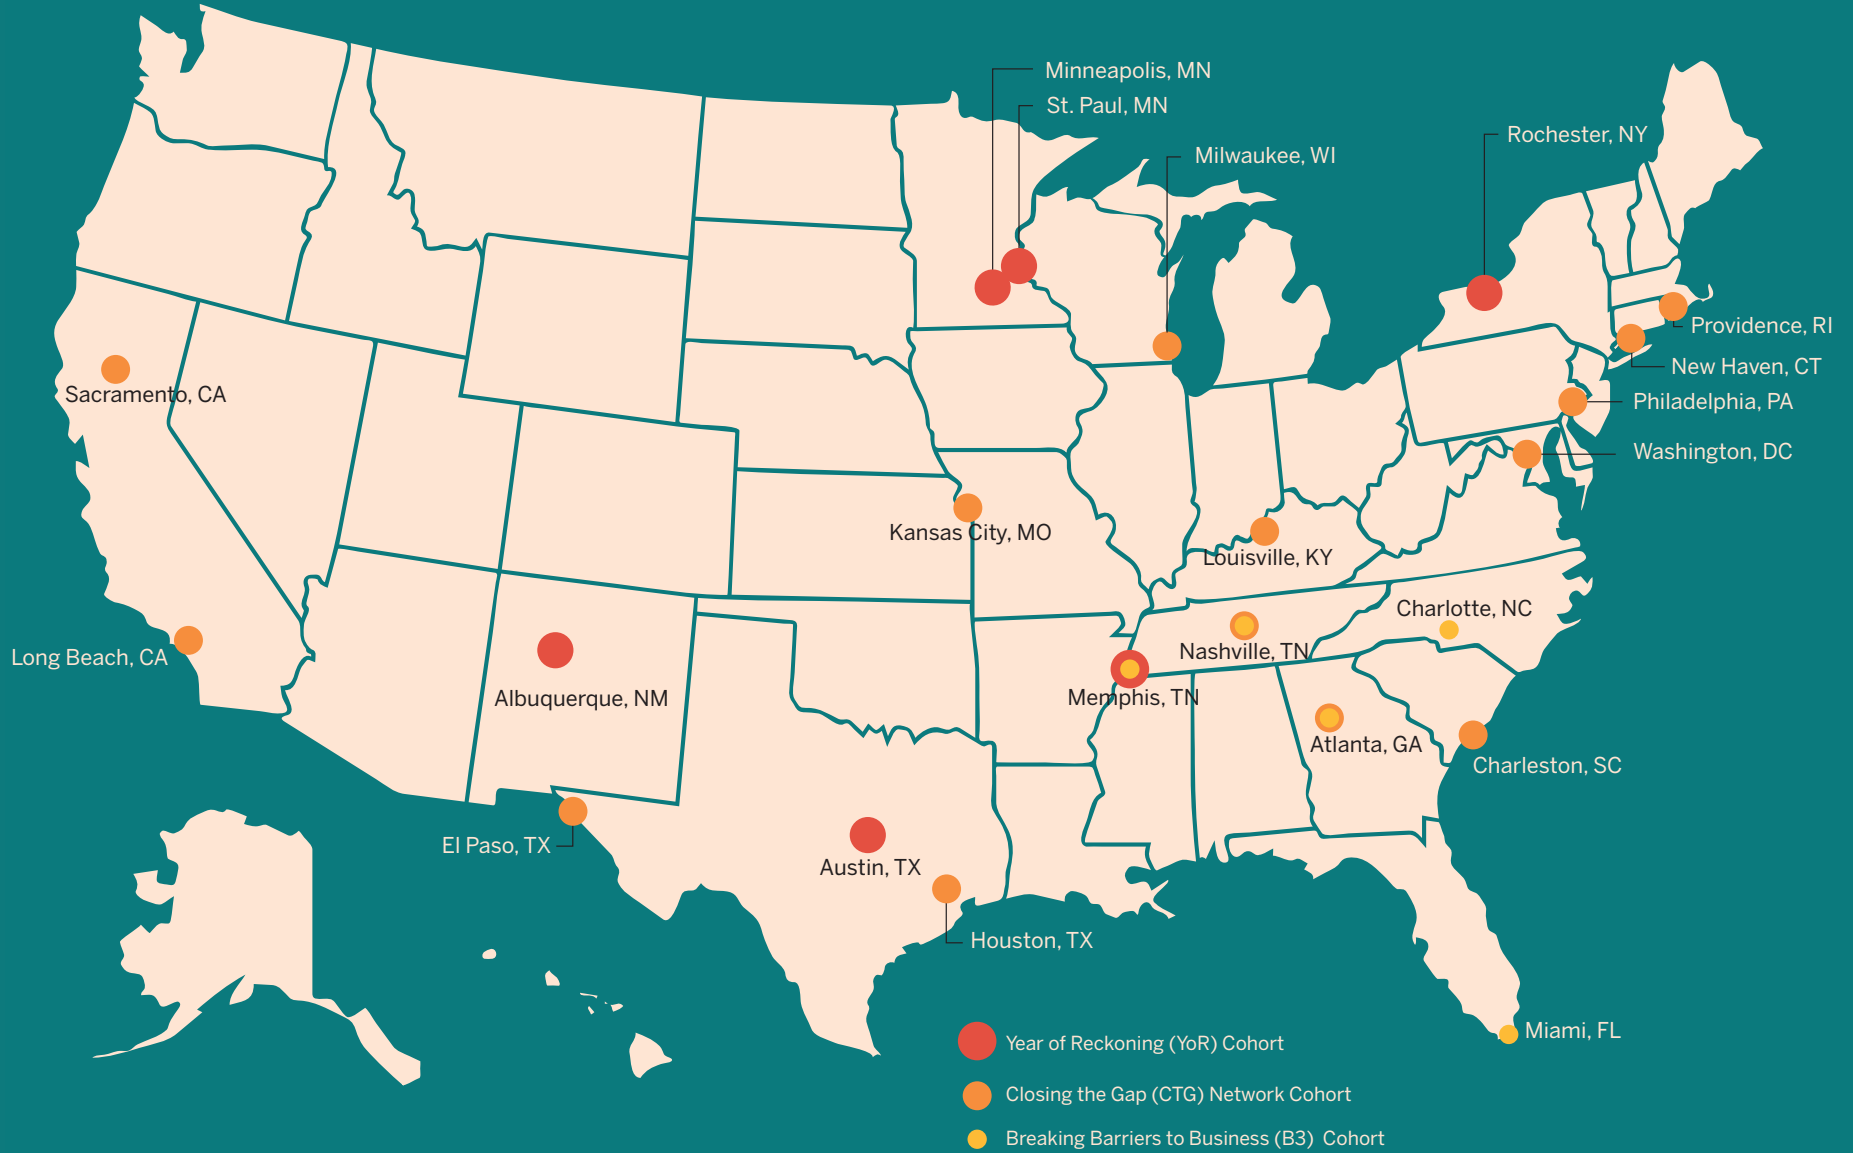 Minneapolis, MN
St. Paul, MN
Rochester, NY
Milwaukee, WI
Providence, RI
New Haven, CT
Sacramento, CA
Philadelphia, PA
Washington, DC
Kansas City, MO
Louisville, KY
Charlotte, NC
Nashville, TN
Long Beach, CA
Albuquerque, NM
Memphis, TN
Atlanta, GA
Charleston, SC
El Paso, TX
Austin, TX
Houston, TX
Miami, FL
Year of Reckoning (YoR) Cohort
Closing the Gap (CTG) Network Cohort
Breaking Barriers to Business (B3) Cohort